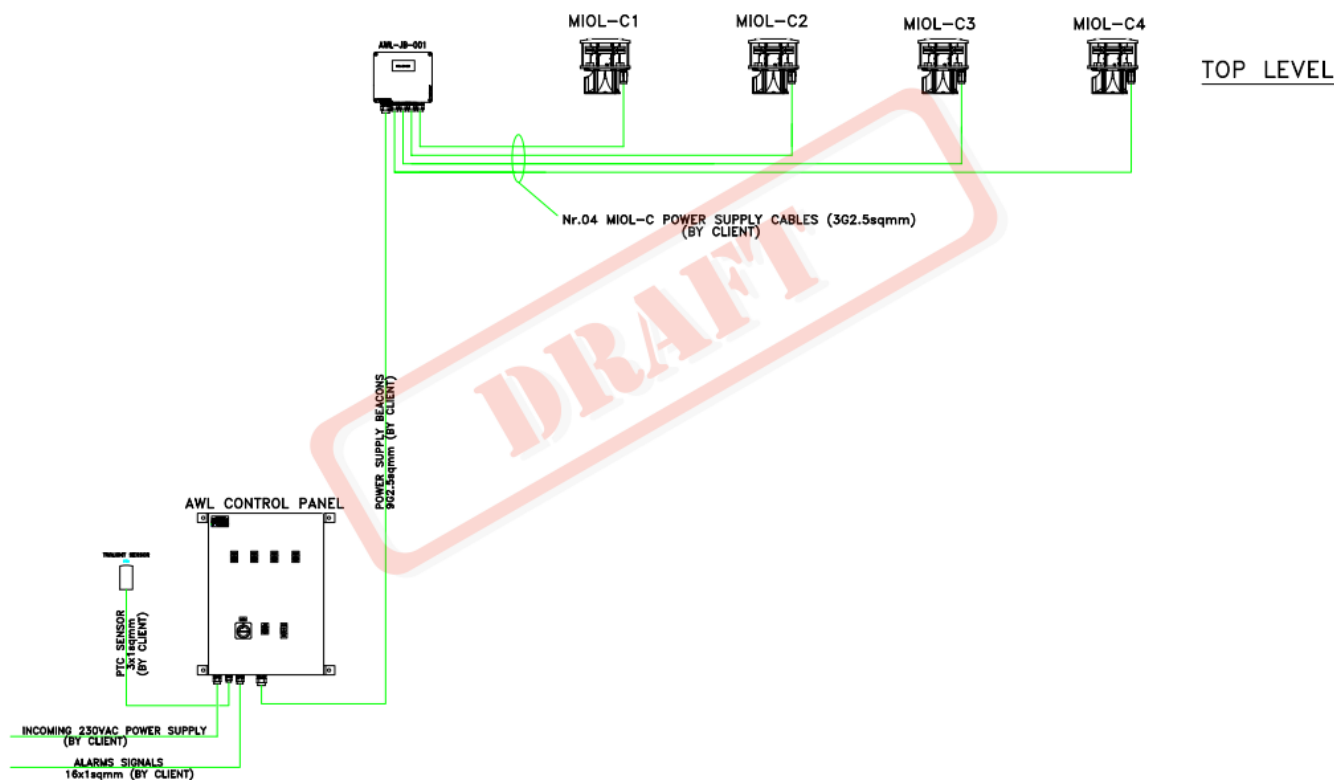 MIOL-C1
MIOL-C2
MIOL-C3
MIOL-C4
AWL-JB-001
TOP LEVEL
Nr.04 MIOL-C POWER SUPPLY CABLES (3G2.5sqmm)
(BY CLIENT)
DRAFT
POWER SUPPLY BEACONS
9G2.5sqmm (BY CLIENT)
AWL CONTROL PANEL
TWILIGHT SENSOR
PTC SENSOR
3x1sqmm
(BY CLIENT)
INCOMING 230VAC POWER SUPPLY
(BY CLIENT)
ALARMS SIGNALS
16x1sqmm (BY CLIENT)